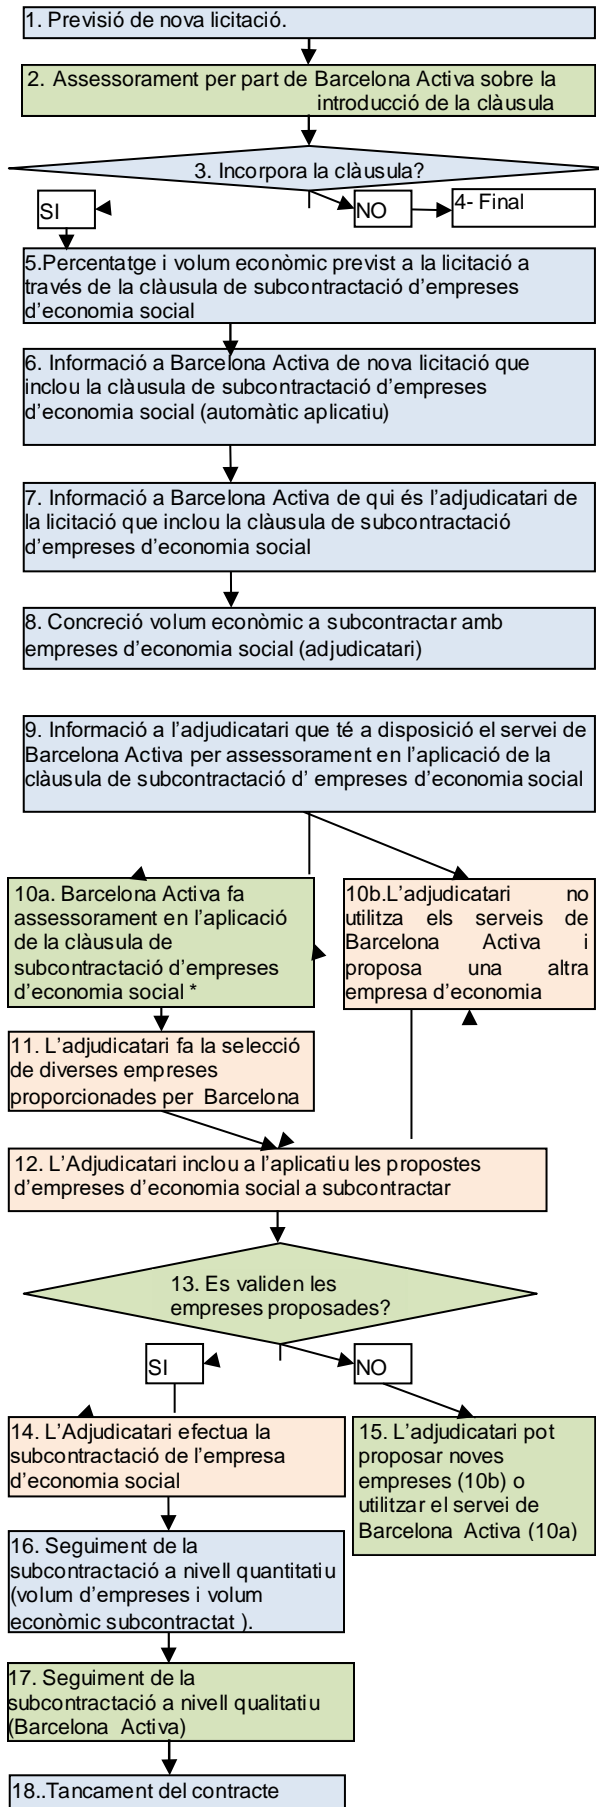 1. Previsió de nova licitació.
2. Assessorament per part de Barcelona Activa sobre la
introducció de la clàusula
3. Incorpora la clàusula?
SI
NO
4- Final
5.Percentatge i volum econòmic previst a la licitació a
través de la clàusula de subcontractació d'empreses
d'economia social
6. Informació a Barcelona Activa de nova licitació que
inclou la clàusula de subcontractació d'empreses
d'economia social (automàtic aplicatiu)
7. Informació a Barcelona Activa de qui és l'adjudicatari de
la licitació que inclou la clàusula de subcontractació
d'empreses d'economia social
8. Concreció volum econòmic a subcontractar amb
empreses d'economia social (adjudicatari)
9. Informació a l'adjudicatari que té a disposició el servei de
Barcelona Activa per assessorament en l'aplicació de la
clàusula de subcontractació d' empreses d'economia social
10a. Barcelona Activa fa
assessorament en l'aplicació
de la clàusula de
subcontractació d'empreses
d'economia social *
10b.L'adjudicatari no
utilitza els serveis de
Barcelona Activa i
proposa una altra
empresa d'economia
11. L'adjudicatari fa la selecció
de diverses empreses
proporcionades per Barcelona
12. L'Adjudicatari inclou a l'aplicatiu les propostes
d'empreses d'economia social a subcontractar
13. Es validen les
empreses proposades?
SI
NO
14. L'Adjudicatari efectua la
subcontractació de l'empresa
d'economia social
15. L'adjudicatari pot
proposar noves
empreses (10b) o
utilitzar el servei de
Barcelona Activa (10a)
16. Seguiment de la
subcontractació a nivell quantitatiu
(volum d'empreses i volum
econòmic subcontractat ).
17. Seguiment de la
subcontractació a nivell qualitatiu
(Barcelona Activa)
18..Tancament del contracte